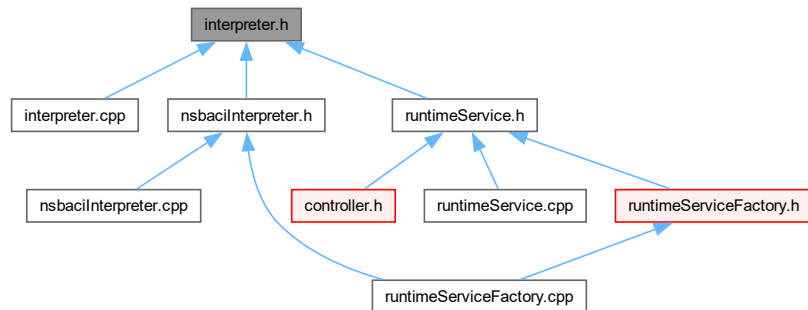 interpreter.h
interpreter.cpp
nsbaciInterpreter.h
runtimeService.h
nsbaciInterpreter.cpp
controller.h
runtimeService.cpp
runtimeServiceFactory.h
runtimeServiceFactory.cpp